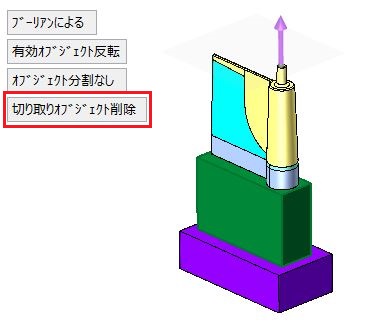 ﾌﾞｰﾘｱﾝによる
有効ｵﾌﾞｼﾞｪｸﾄ反転
ｵﾌﾞｼﾞｪｸﾄ分割なし
切り取りｵﾌﾞｼﾞｪｸﾄ削除